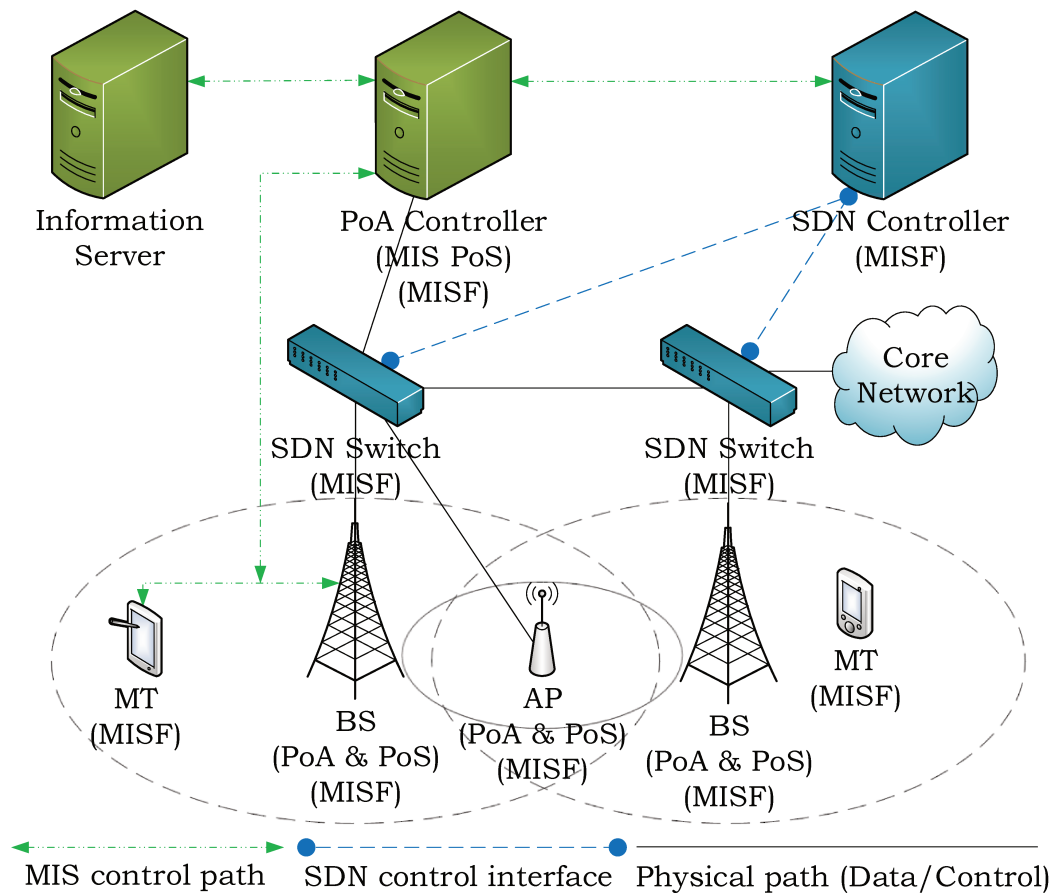 Information
Server
PoA Controller
(MIS PoS)
(MISF)
SDN Controller
(MISF)
Core
Network
SDN Switch
(MISF)
SDN Switch
(MISF)
MT
(MISF)
BS
(PoA & PoS)
(MISF)
AP
(PoA & PoS)
(MISF)
BS
(PoA & PoS)
(MISF)
MT
(MISF)
MIS control path
SDN control interface
Physical path (Data/Control)